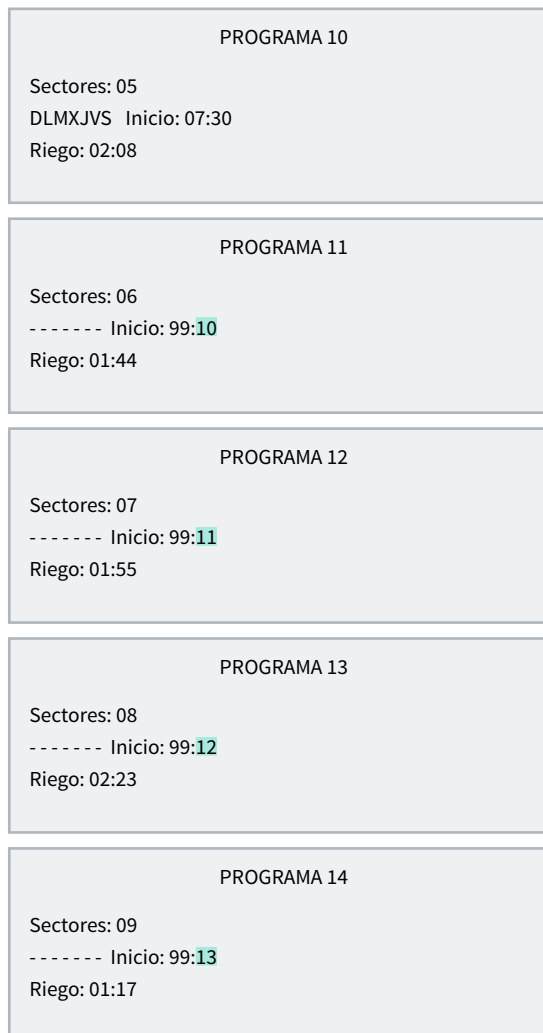 PROGRAMA 10
Sectores: 05
DLMXJVS Inicio: 07:30
Riego: 02:08
PROGRAMA 11
Sectores: 06
- - - - - - - Inicio: 99:10
Riego: 01:44
PROGRAMA 12
Sectores: 07
- - - - - - - Inicio: 99:11
Riego: 01:55
PROGRAMA 13
Sectores: 08
- - - - - - - Inicio: 99:12
Riego: 02:23
PROGRAMA 14
Sectores: 09
- - - - - - - Inicio: 99:13
Riego: 01:17